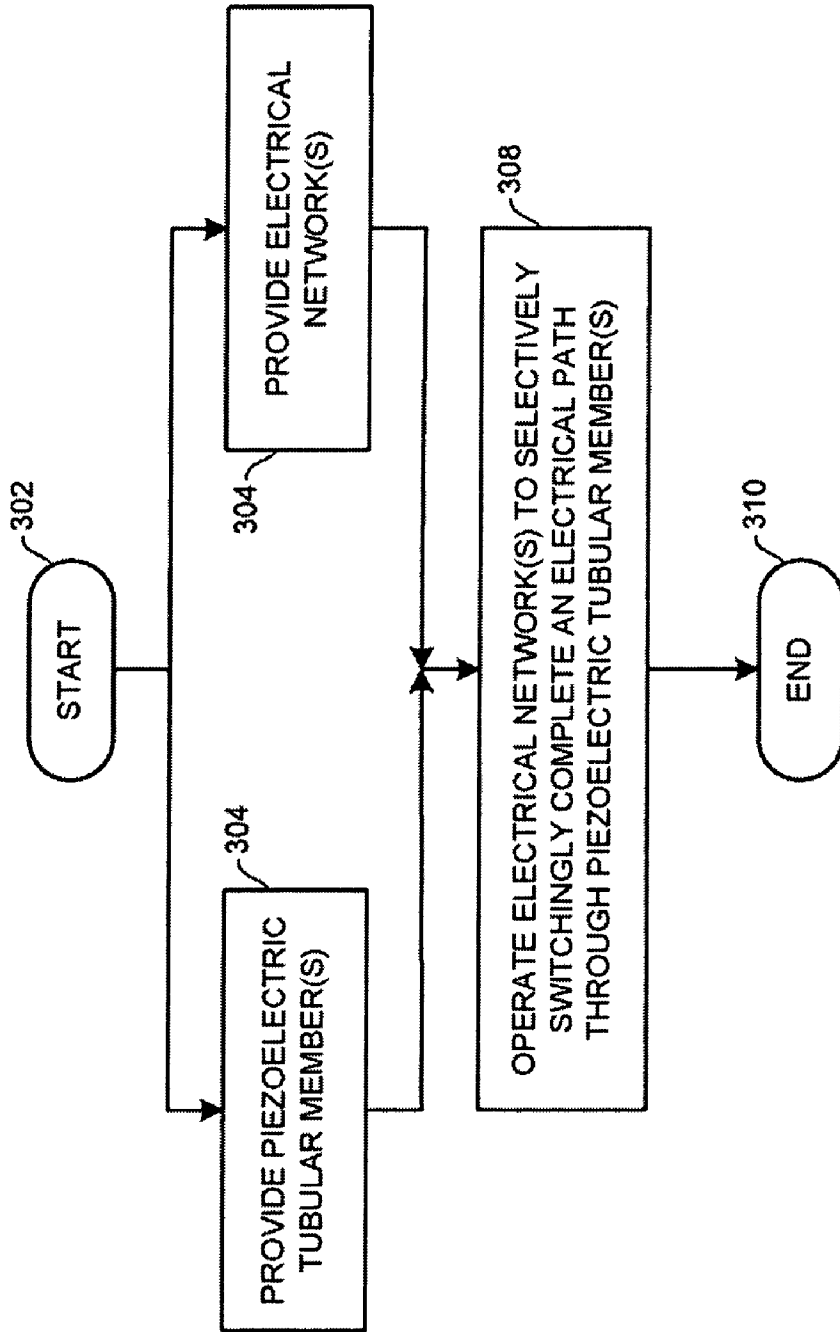 302
START
304
PROVIDE PIEZOELECTRIC
TUBULAR MEMBER(S)
304
PROVIDE ELECTRICAL
NETWORK(S)
308
OPERATE ELECTRICAL NETWORK(S) TO SELECTIVELY
SWITCHINGLY COMPLETE AN ELECTRICAL PATH
THROUGH PIEZOELECTRIC TUBULAR MEMBER(S)
310
END